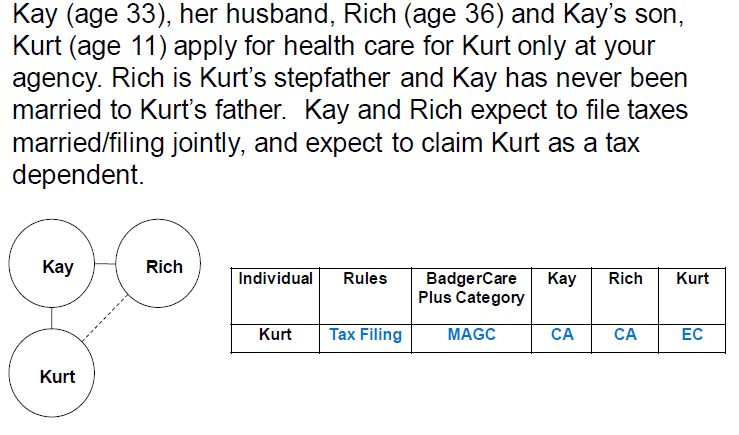 Kay (age 33), her husband, Rich (age 36) and Kay’s son,
Kurt (age 11) apply for health care for Kurt only at your
agency. Rich is Kurt’s stepfather and Kay has never been
married to Kurt’s father.  Kay and Rich expect to file taxes
married/filing jointly, and expect to claim Kurt as a tax
dependent.
Kay
Rich
Kurt
Individual Rules BadgerCare Kay Rich Kurt
Plus Category
Kurt Tax Filing MAGC CA CA EC